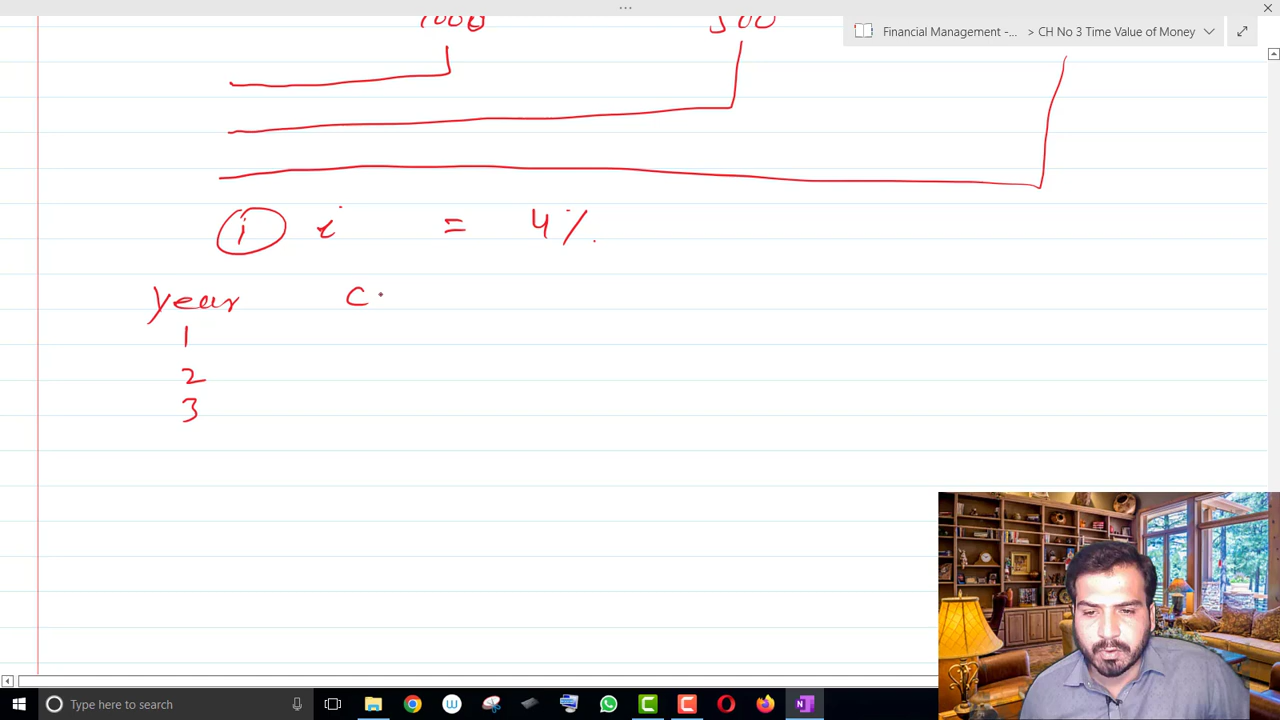 Financial Management -... > CH No 3 Time Value of Money
1000 500
i i = 4%.
year C.
1
2
3
Type here to search